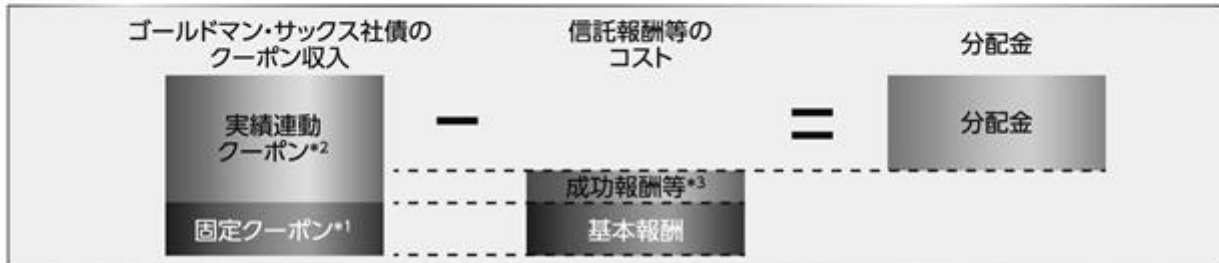 ゴールドマン・サックス社債の
クーポン収入
信託報酬等の
コスト
分配金
実績連動
クーポン*2
ー
=
分配金
成功報酬等*3
固定クーポン*1
基本報酬